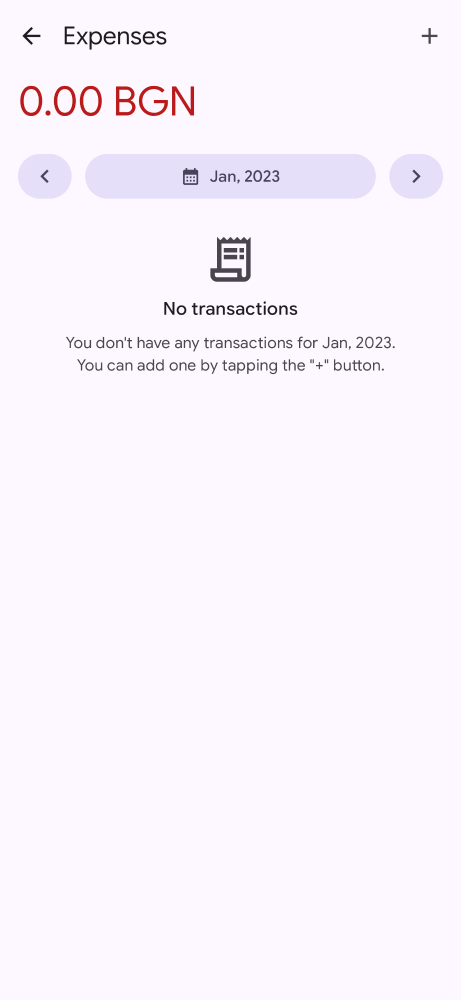 Expenses
0.00 BGN
Jan, 2023
No transactions
You don't have any transactions for Jan, 2023.
You can add one by tapping the "+" button.